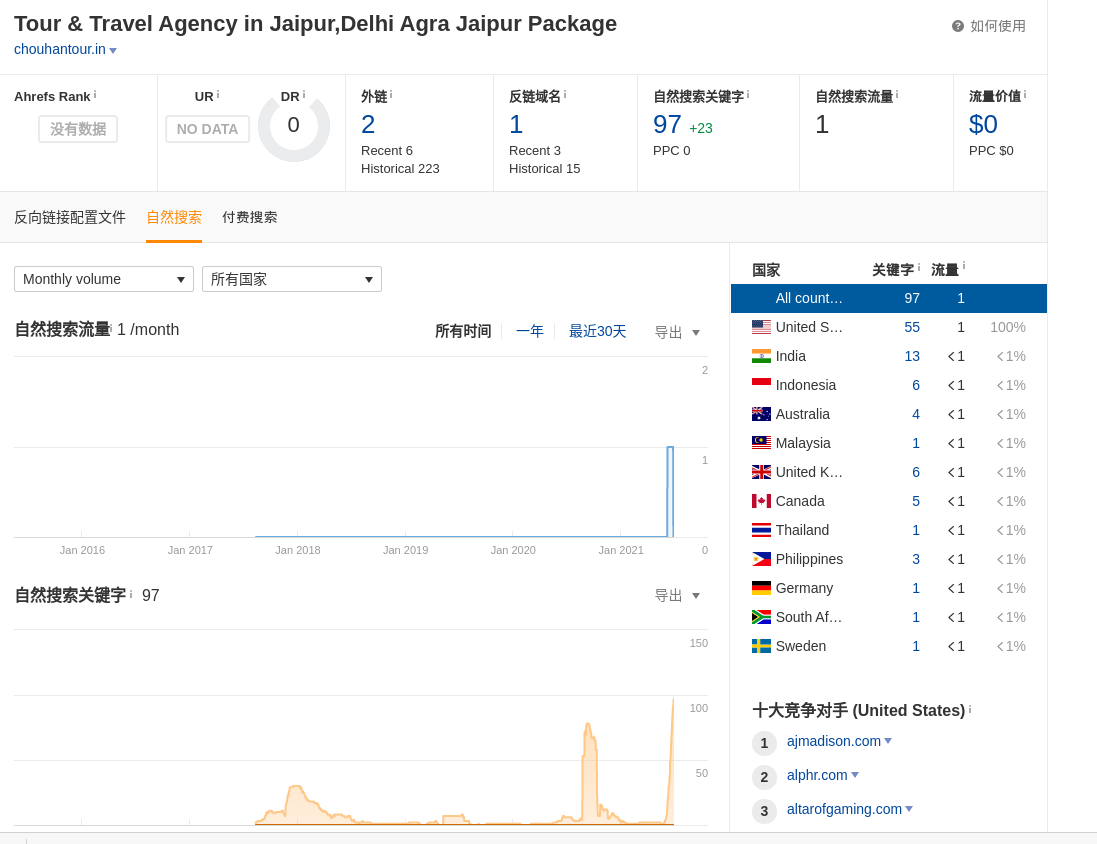 Tour & Travel Agency in Jaipur,Delhi Agra Jaipur Package
如何使用
chouhantour.in
Ahrefs Rank
没有数据
UR
NO DATA
DR
0
外链
2
Recent 6
Historical 223
反链域名
1
Recent 3
Historical 15
自然搜索关键字
97 +23
PPC 0
自然搜索流量
1
流量价值
$0
PPC $0
反向链接配置文件 自然搜索 付费搜索
Monthly volume 所有国家
自然搜索流量 1 /month
所有时间 一年 最近30天 导出
2
1
0
Jan 2016 Jan 2017 Jan 2018 Jan 2019 Jan 2020 Jan 2021
自然搜索关键字 97
导出
150
100
50
国家 关键字 流量
All count… 97 1
United S… 55 1 100%
India 13 <1 <1%
Indonesia 6 <1 <1%
Australia 4 <1 <1%
Malaysia 1 <1 <1%
United K… 6 <1 <1%
Canada 5 <1 <1%
Thailand 1 <1 <1%
Philippines 3 <1 <1%
Germany 1 <1 <1%
South Af… 1 <1 <1%
Sweden 1 <1 <1%
十大竞争对手 (United States)
1 ajmadison.com
2 alphr.com
3 altarofgaming.com